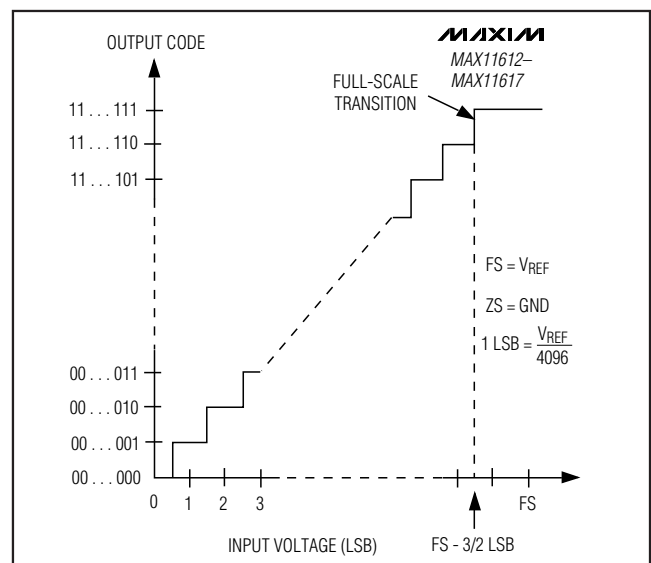 OUTPUT CODE
MAXIM
MAX11612–
MAX11617
FULL-SCALE
TRANSITION
11 . . . 111
11 . . . 110
11 . . . 101
FS = VREF
ZS = GND
1 LSB = VREF
4096
00 . . . 011
00 . . . 010
00 . . . 001
00 . . . 000
0 1 2 3 FS
INPUT VOLTAGE (LSB) FS - 3/2 LSB